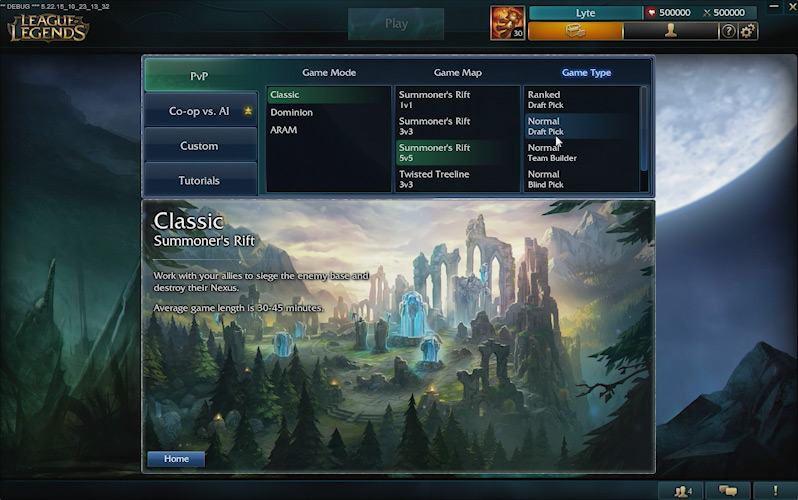 ** DEBUG *** 5.22.15_10_23_13_32
LEAGUE OF
LEGENDS
Play
30
Lyte
500000
500000
?
PvP
Co-op vs. AI
Custom
Tutorials
Game Mode
Game Map
Game Type
Classic
Dominion
ARAM
Summoner's Rift
1v1
Summoner's Rift
3v3
Summoner's Rift
5v5
Twisted Treeline
3v3
Ranked
Draft Pick
Normal
Draft Pick
Normal
Team Builder
Normal
Blind Pick
Classic
Summoner's Rift
Work with your allies to siege the enemy base and
destroy their Nexus.
Average game length is 30-45 minutes.
Home
4
!